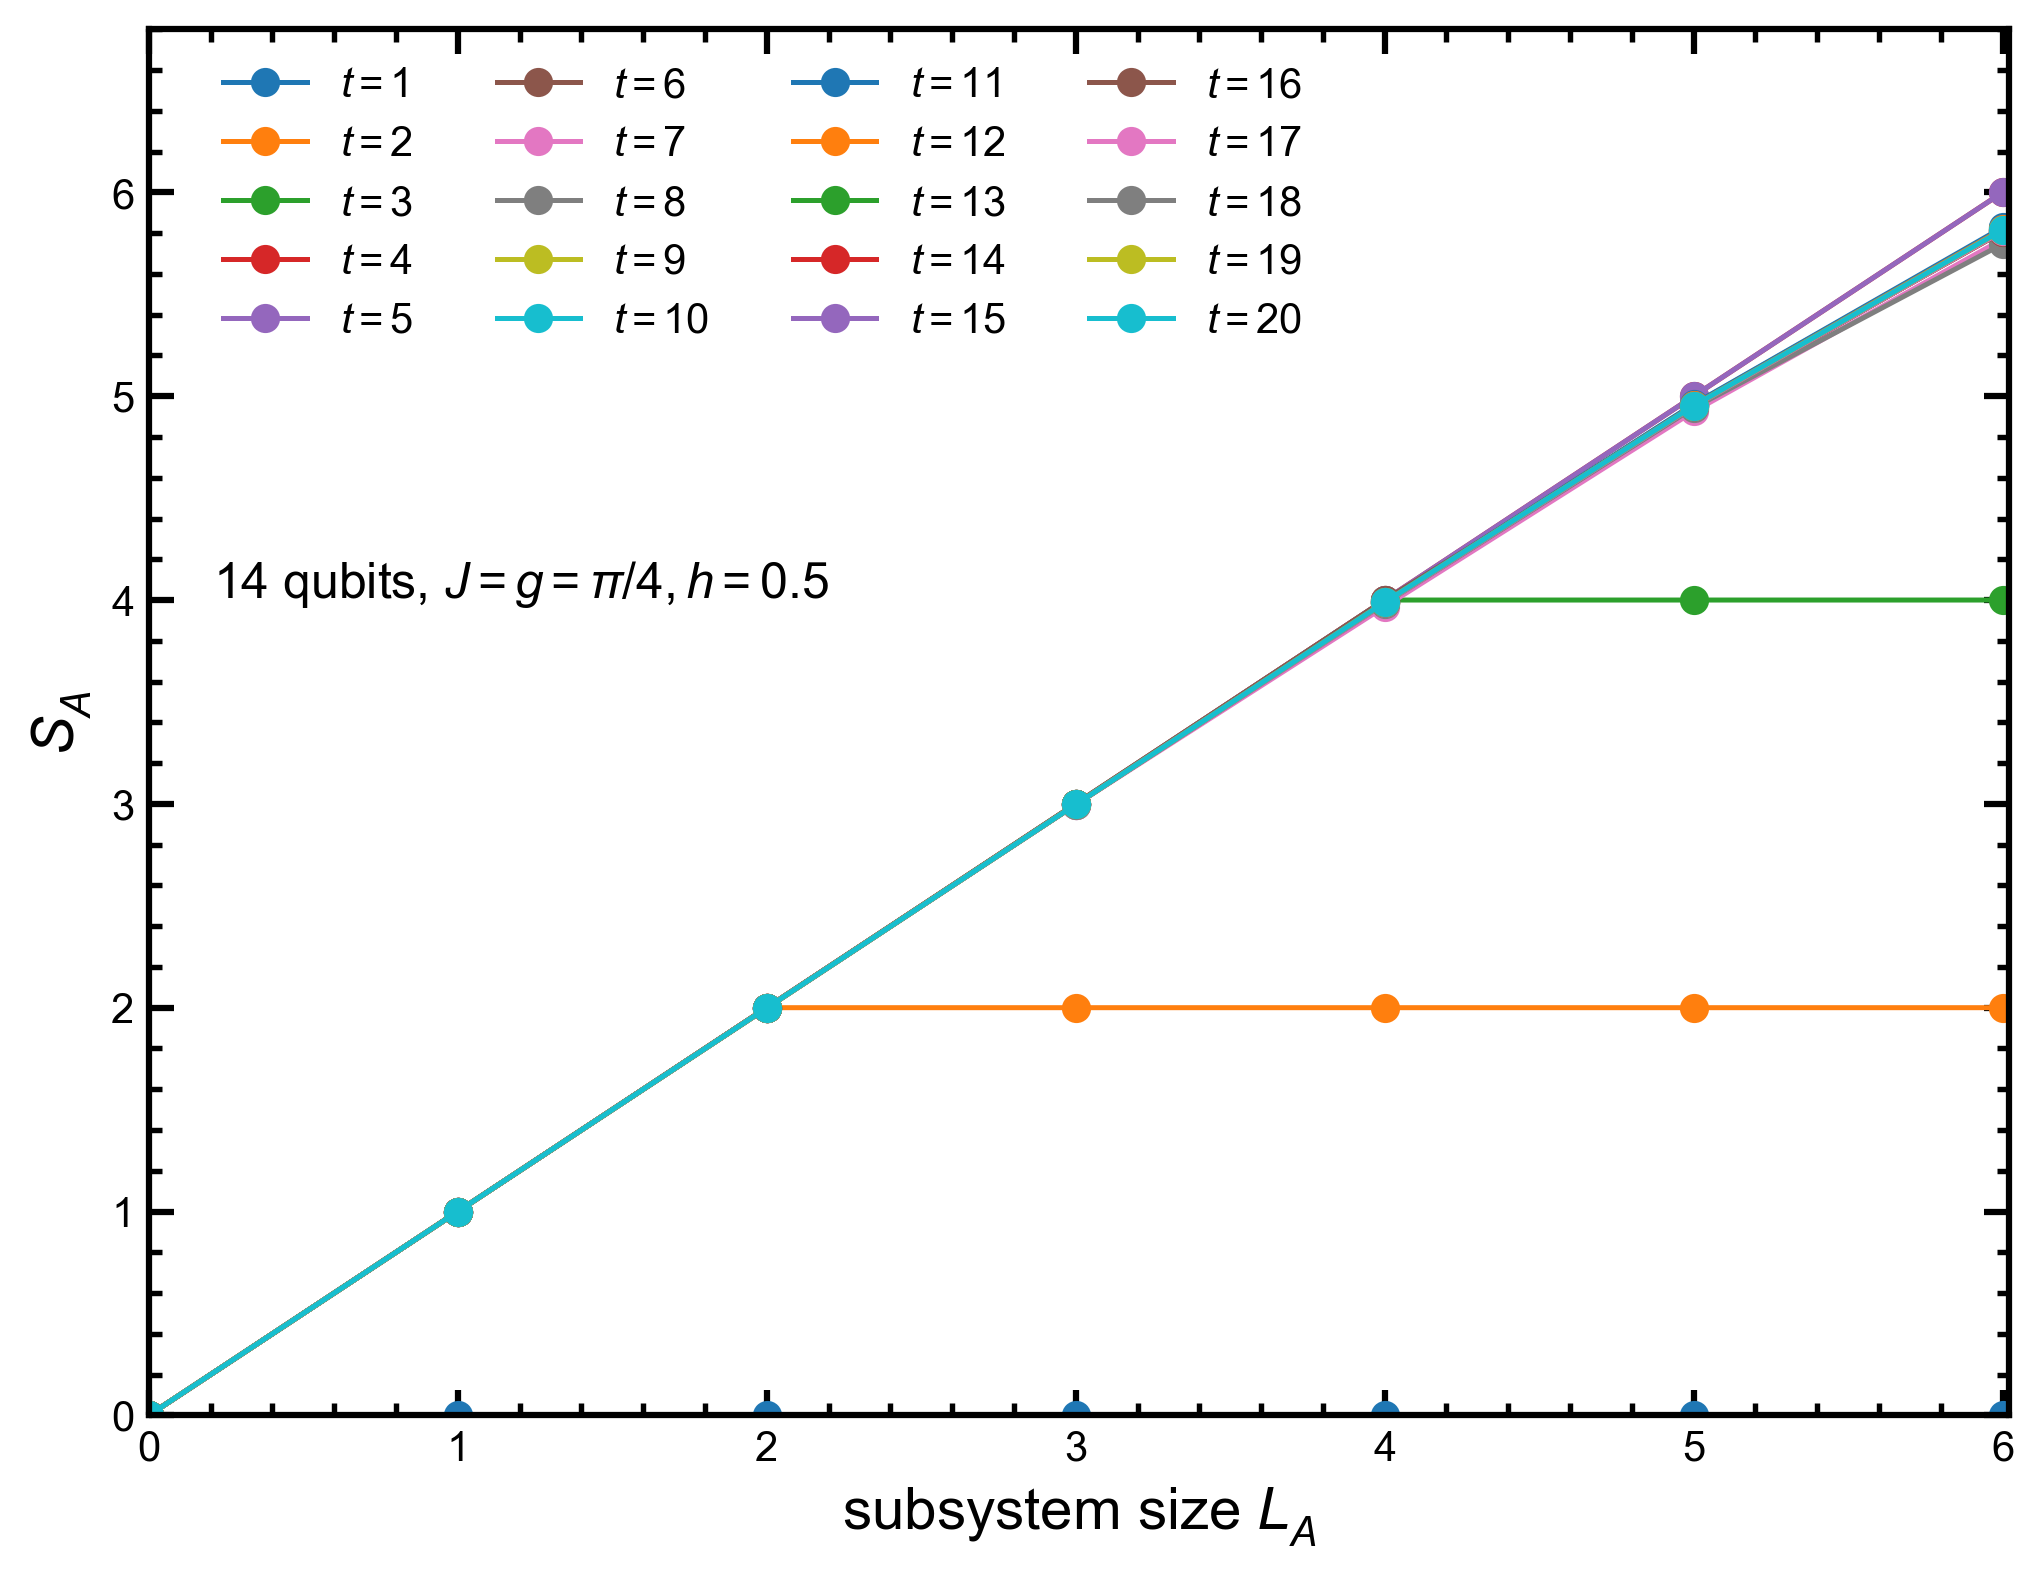 t = 1
t = 2
t = 3
t = 4
t = 5
t = 6
t = 7
t = 8
t = 9
t = 10
t = 11
t = 12
t = 13
t = 14
t = 15
t = 16
t = 17
t = 18
t = 19
t = 20
14 qubits, J = g = π/4, h = 0.5
S_A
6
5
4
3
2
1
0
0 1 2 3 4 5 6
subsystem size L_A